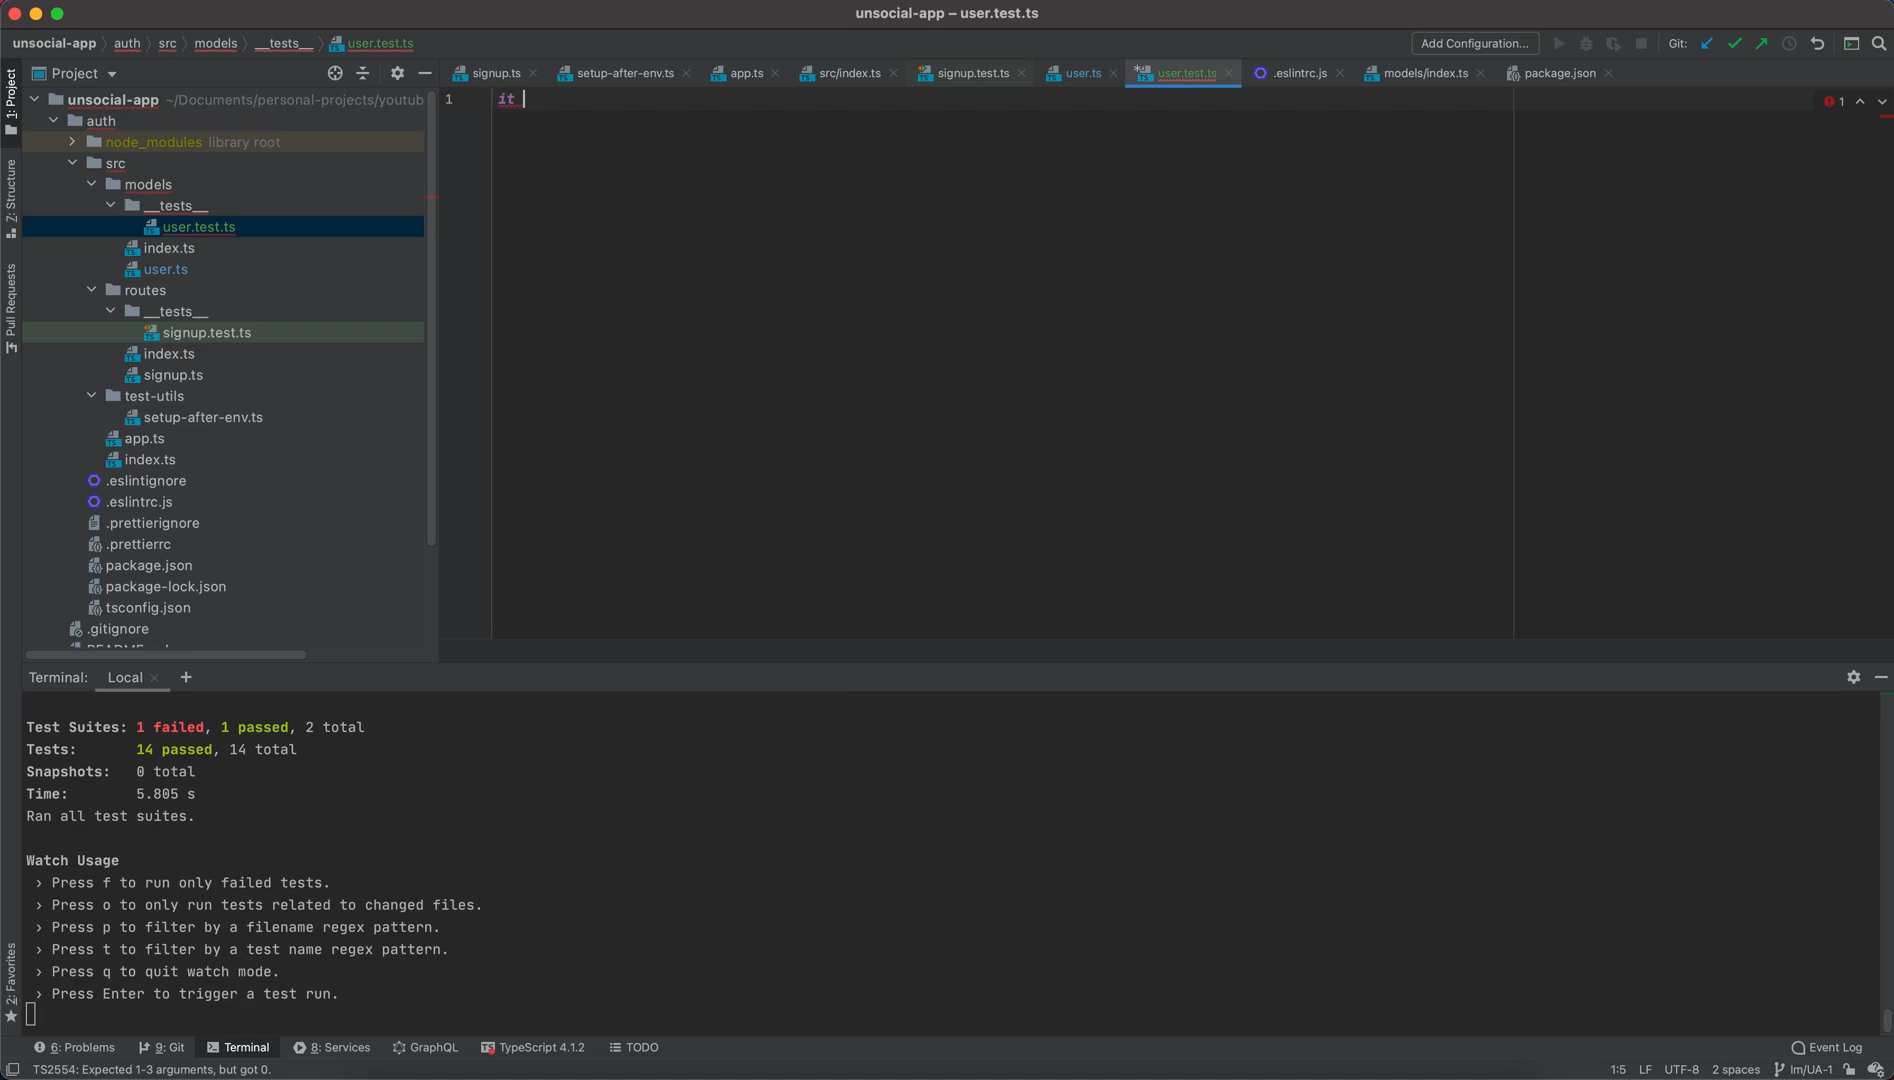 unsocial-app – user.test.ts
unsocial-app auth src models __tests__ user.test.ts
Add Configuration...
Git:
Project
signup.ts
setup-after-env.ts
app.ts
src/index.ts
signup.test.ts
user.ts
user.test.ts
.eslintrc.js
models/index.ts
package.json
1: Project
Z: Structure
Pull Requests
2: Favorites
unsocial-app ~/Documents/personal-projects/youtub
auth
node_modules library root
src
models
__tests__
user.test.ts
index.ts
user.ts
routes
__tests__
signup.test.ts
index.ts
signup.ts
test-utils
setup-after-env.ts
app.ts
index.ts
.eslintignore
.eslintrc.js
.prettierignore
.prettierrc
package.json
package-lock.json
tsconfig.json
.gitignore
1 it
1
Terminal: Local +
Test Suites: 1 failed, 1 passed, 2 total
Tests: 14 passed, 14 total
Snapshots: 0 total
Time: 5.805 s
Ran all test suites.
Watch Usage
› Press f to run only failed tests.
› Press o to only run tests related to changed files.
› Press p to filter by a filename regex pattern.
› Press t to filter by a test name regex pattern.
› Press q to quit watch mode.
› Press Enter to trigger a test run.
6: Problems 9: Git Terminal 8: Services GraphQL TypeScript 4.1.2 TODO Event Log
TS2554: Expected 1-3 arguments, but got 0. 1:5 LF UTF-8 2 spaces lm/UA-1